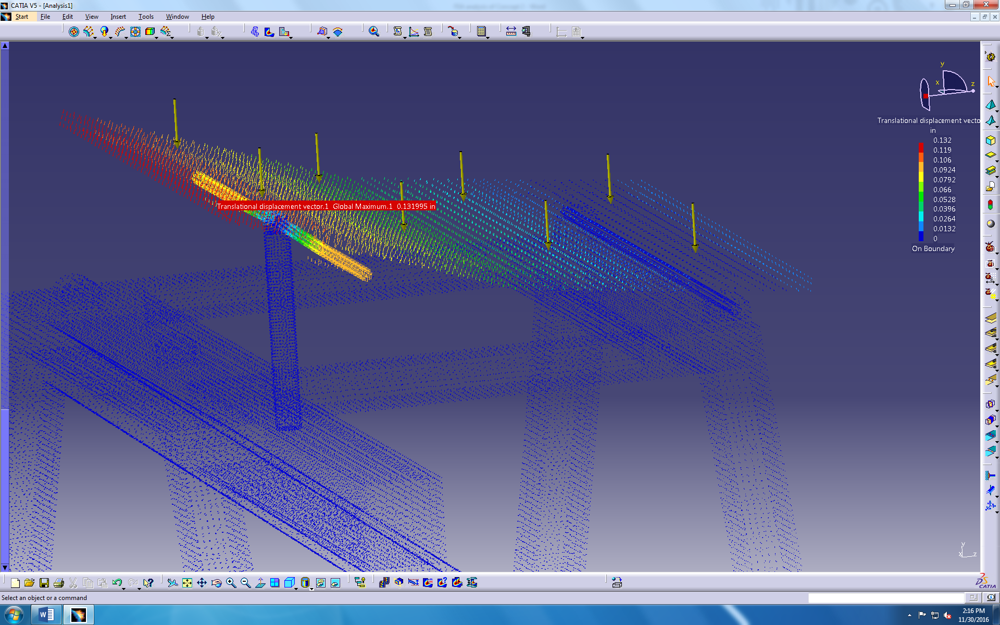 CATIA V5 - [Analysis1]
Start File Edit View Insert Tools Window Help
y
x z
Translational displacement vecto
in
0.132
0.119
0.106
0.0924
0.0792
0.066
0.0528
0.0396
0.0264
0.0132
0
On Boundary
Translational displacement vector.1 Global Maximum.1 0.131995 in
y
x z
DS
CATIA
Select an object or a command
W
2:16 PM
11/30/2016